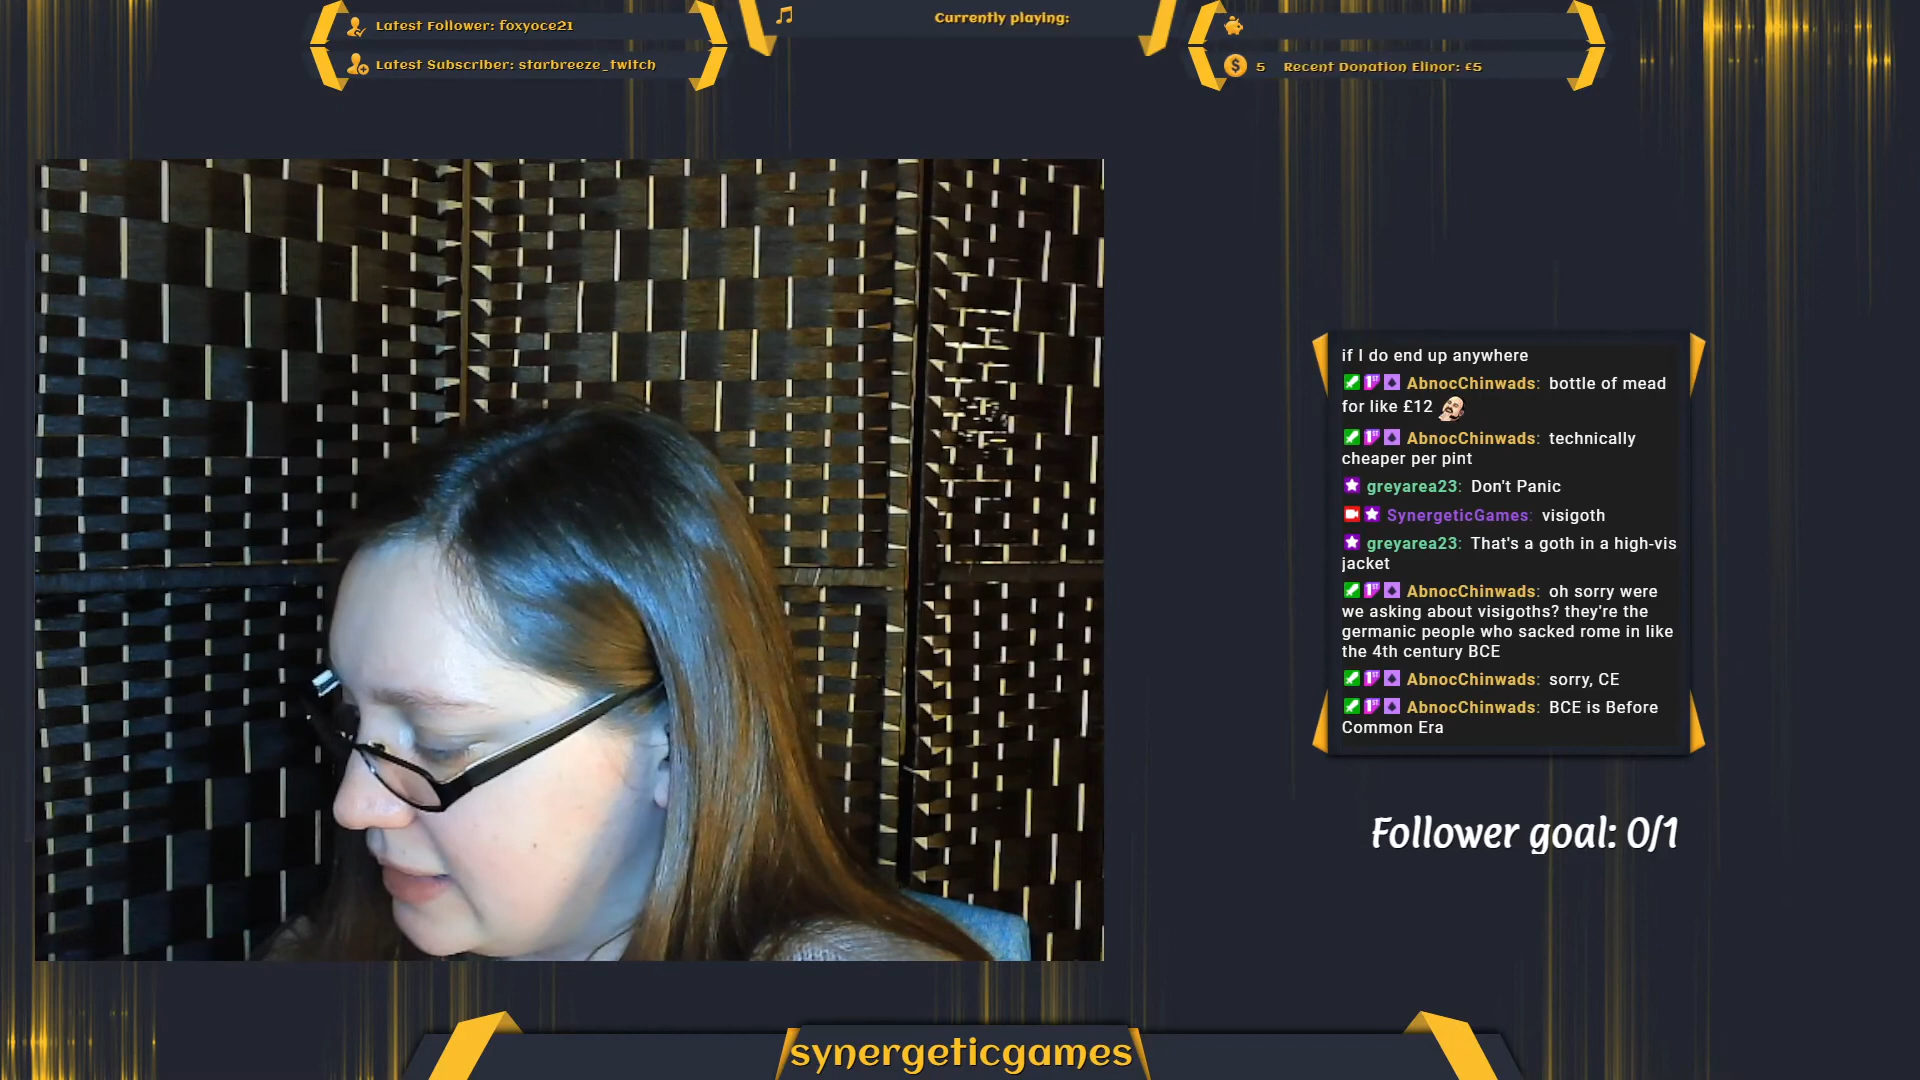 Latest Follower: foxyoce21
Latest Subscriber: starbreeze_twitch
Currently playing:
5 Recent Donation Elinor: £5
if I do end up anywhere
AbnocChinwads: bottle of mead
for like £12
AbnocChinwads: technically
cheaper per pint
greyarea23: Don't Panic
SynergeticGames: visigoth
greyarea23: That's a goth in a high-vis
jacket
AbnocChinwads: oh sorry were
we asking about visigoths? they're the
germanic people who sacked rome in like
the 4th century BCE
AbnocChinwads: sorry, CE
AbnocChinwads: BCE is Before
Common Era
Follower goal: 0/1
synergeticgames